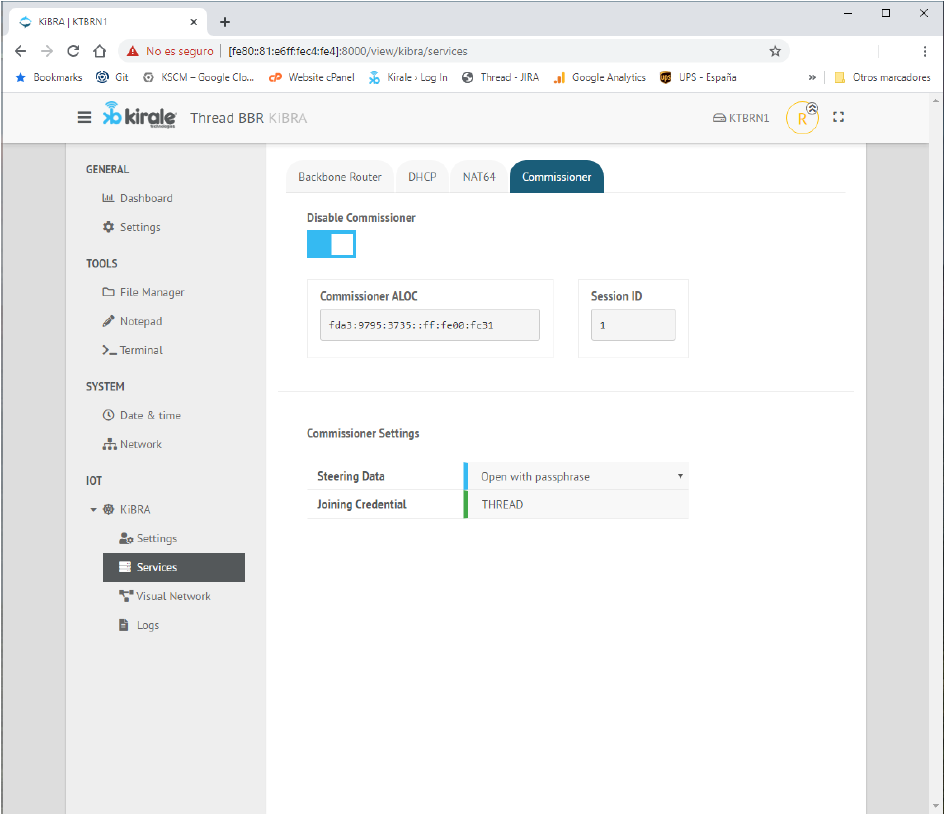 KiBRA | KTBRN1
No es seguro | [fe80::81:e6ff:fec4:fe4]:8000/view/kibra/services
Bookmarks Git KSCM – Google Clo... Website cPanel Kirale › Log In Thread - JIRA Google Analytics UPS - España » Otros marcadores
kirale Technologies Thread BBR KiBRA KTBRN1 R
GENERAL
Dashboard
Settings
TOOLS
File Manager
Notepad
Terminal
SYSTEM
Date & time
Network
IOT
KiBRA
Settings
Services
Visual Network
Logs
Backbone Router DHCP NAT64 Commissioner
Disable Commissioner
Commissioner ALOC Session ID
fda3:9795:3735::ff:fe00:fc31 1
Commissioner Settings
Steering Data Open with passphrase
Joining Credential THREAD